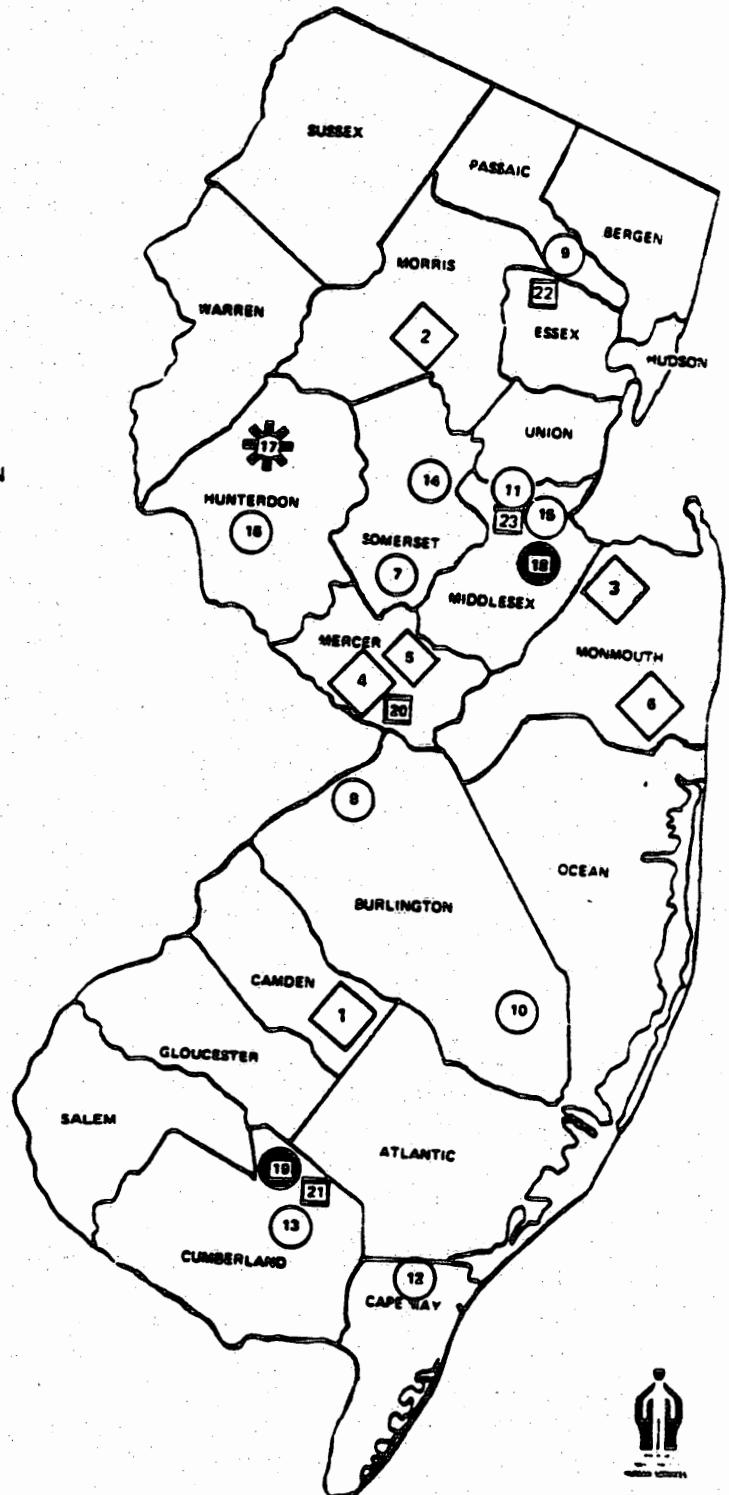 SUSSEX
PASSAIC
BERGEN
9
MORRIS
WARREN
22
ESSEX
2
HUDSON
UNION
17
14
11
HUNTERDON
23
15
16
SOMERSET
18
7
3
MIDDLESEX
MERCER
5
MONMOUTH
4
6
20
8
OCEAN
BURLINGTON
CAMDEN
1
10
GLOUCESTER
SALEM
ATLANTIC
19
21
13
CUMBERLAND
12
CAPE MAY